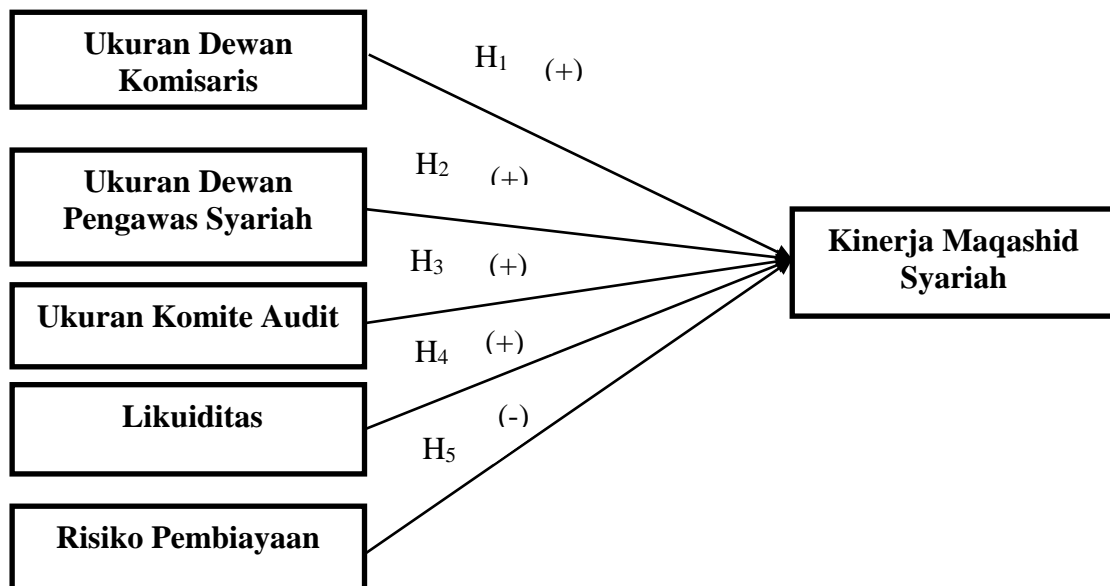 Ukuran Dewan
Komisaris
H₁ (+)
Ukuran Dewan
Pengawas Syariah
H₂ (+)
Kinerja Maqashid
Syariah
H₃ (+)
Ukuran Komite Audit
H₄ (+)
Likuiditas
H₅ (-)
Risiko Pembiayaan